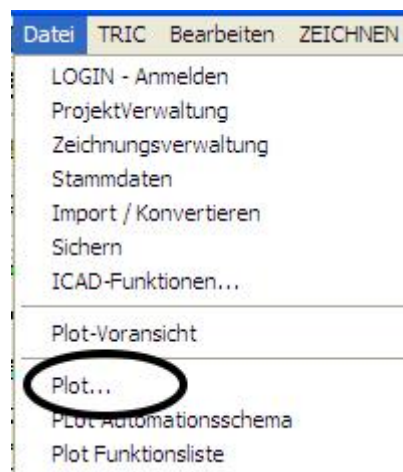 Datei TRIC Bearbeiten ZEICHNEN
LOGIN - Anmelden
ProjektVerwaltung
Zeichnungsverwaltung
Stammdaten
Import / Konvertieren
Sichern
ICAD-Funktionen...
Plot-Voransicht
Plot...
PLot Automationsschema
Plot Funktionsliste